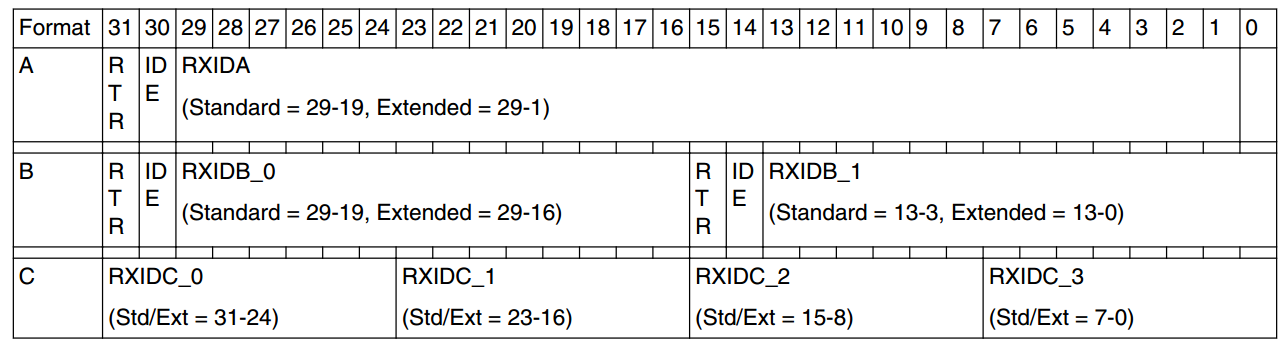 Format 31 30 29 28 27 26 25 24 23 22 21 20 19 18 17 16 15 14 13 12 11 10 9 8 7 6 5 4 3 2 1 0
A RTR IDE RXIDA
(Standard = 29-19, Extended = 29-1)
B RTR IDE RXIDB_0 RTR IDE RXIDB_1
(Standard = 29-19, Extended = 29-16) (Standard = 13-3, Extended = 13-0)
C RXIDC_0 RXIDC_1 RXIDC_2 RXIDC_3
(Std/Ext = 31-24) (Std/Ext = 23-16) (Std/Ext = 15-8) (Std/Ext = 7-0)